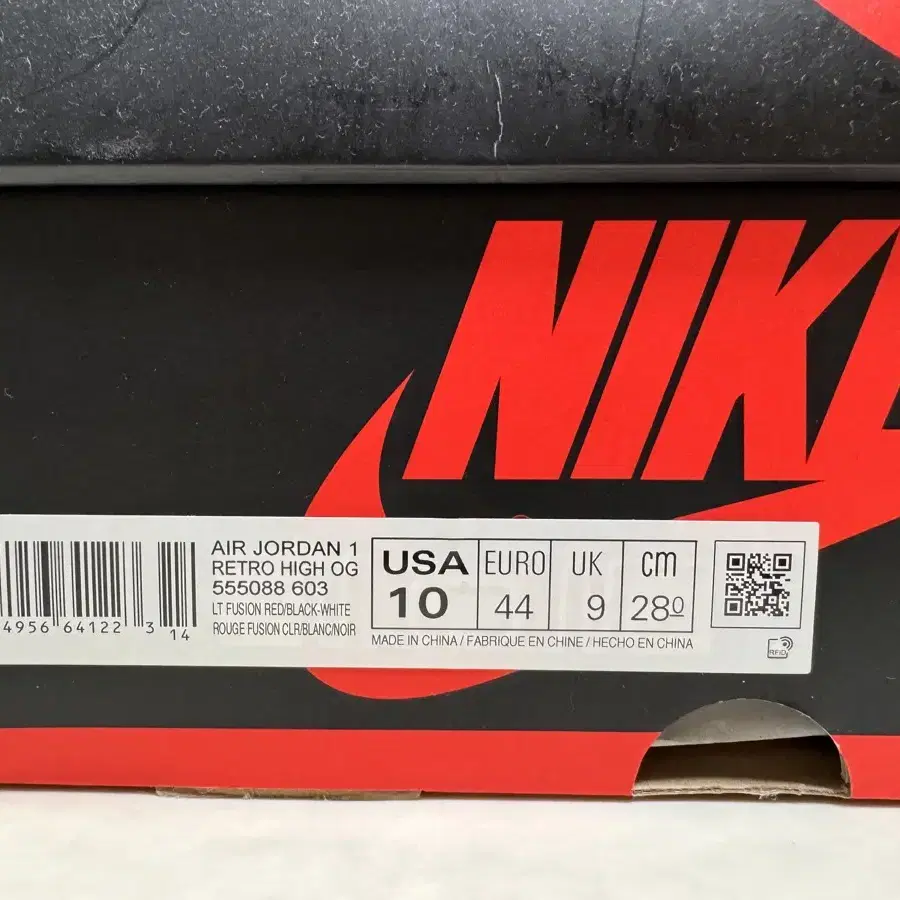 NIKE
AIR JORDAN 1
RETRO HIGH OG
555088 603
LT FUSION RED/BLACK-WHITE
ROUGE FUSION CLR/BLANC/NOIR
USA EURO UK cm
10 44 9 28.0
MADE IN CHINA / FABRIQUE EN CHINE / HECHO EN CHINA
4956 64122 3 14
RFID